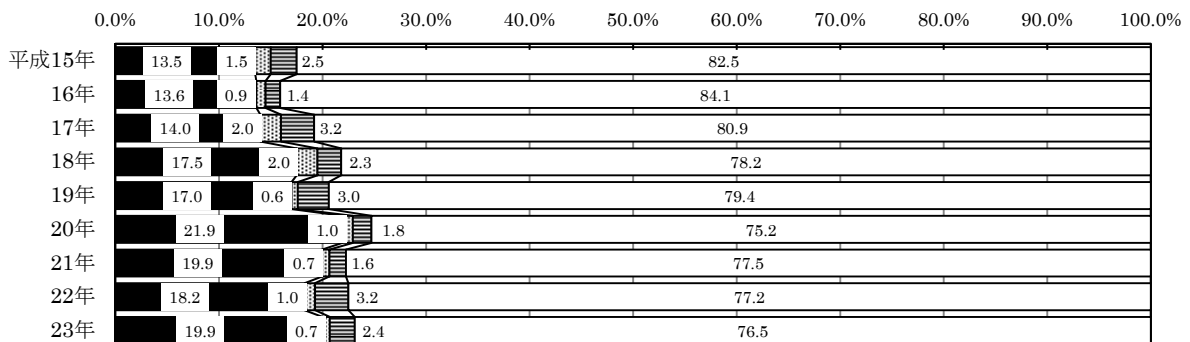 0.0% 10.0% 20.0% 30.0% 40.0% 50.0% 60.0% 70.0% 80.0% 90.0% 100.0%
平成15年 13.5 1.5 2.5 82.5
16年 13.6 0.9 1.4 84.1
17年 14.0 2.0 3.2 80.9
18年 17.5 2.0 2.3 78.2
19年 17.0 0.6 3.0 79.4
20年 21.9 1.0 1.8 75.2
21年 19.9 0.7 1.6 77.5
22年 18.2 1.0 3.2 77.2
23年 19.9 0.7 2.4 76.5